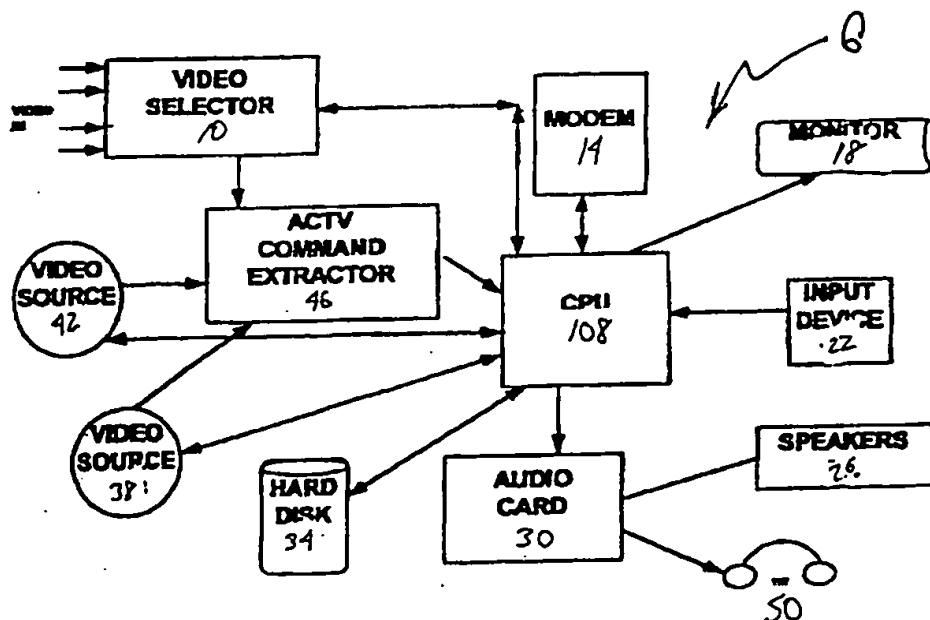 6
VIDEO
SELECTOR
10
VIDEO
MODEM
14
MONITOR
18
ACTV
COMMAND
EXTRACTOR
46
VIDEO
SOURCE
42
CPU
108
INPUT
DEVICE
22
VIDEO
SOURCE
38
HARD
DISK
34
AUDIO
CARD
30
SPEAKERS
26
50